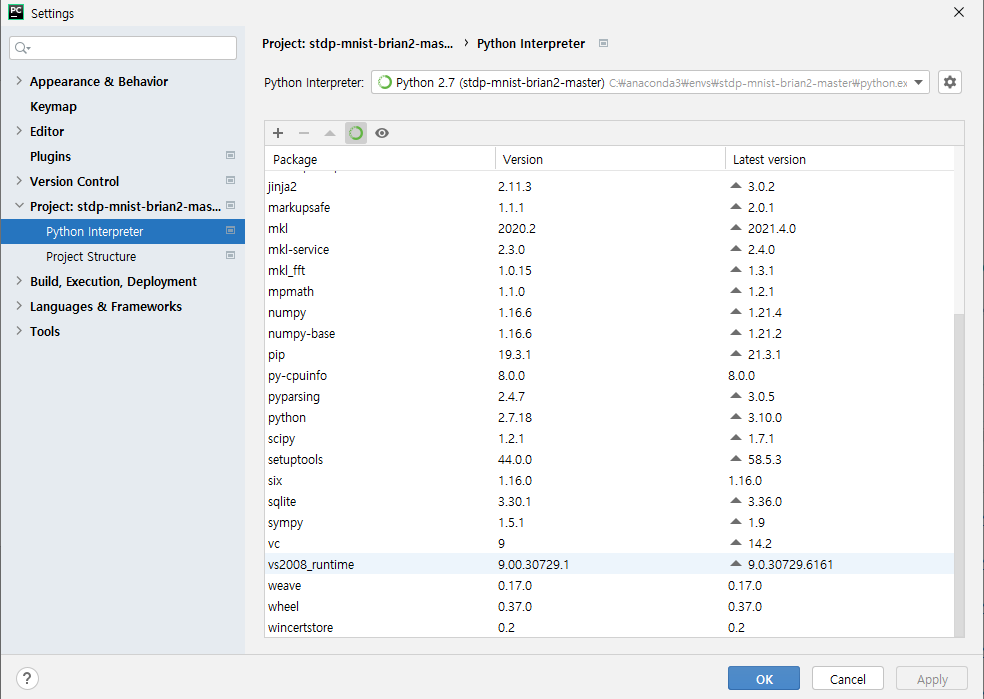 PC Settings
Project: stdp-mnist-brian2-mas... › Python Interpreter
Python Interpreter: Python 2.7 (stdp-mnist-brian2-master) C:₩anaconda3₩envs₩stdp-mnist-brian2-master₩python.ex
Appearance & Behavior
Keymap
Editor
Plugins
Version Control
Project: stdp-mnist-brian2-mas...
Python Interpreter
Project Structure
Build, Execution, Deployment
Languages & Frameworks
Tools
Package Version Latest version
jinja2 2.11.3 3.0.2
markupsafe 1.1.1 2.0.1
mkl 2020.2 2021.4.0
mkl-service 2.3.0 2.4.0
mkl_fft 1.0.15 1.3.1
mpmath 1.1.0 1.2.1
numpy 1.16.6 1.21.4
numpy-base 1.16.6 1.21.2
pip 19.3.1 21.3.1
py-cpuinfo 8.0.0 8.0.0
pyparsing 2.4.7 3.0.5
python 2.7.18 3.10.0
scipy 1.2.1 1.7.1
setuptools 44.0.0 58.5.3
six 1.16.0 1.16.0
sqlite 3.30.1 3.36.0
sympy 1.5.1 1.9
vc 9 14.2
vs2008_runtime 9.00.30729.1 9.0.30729.6161
weave 0.17.0 0.17.0
wheel 0.37.0 0.37.0
wincertstore 0.2 0.2
? OK Cancel Apply